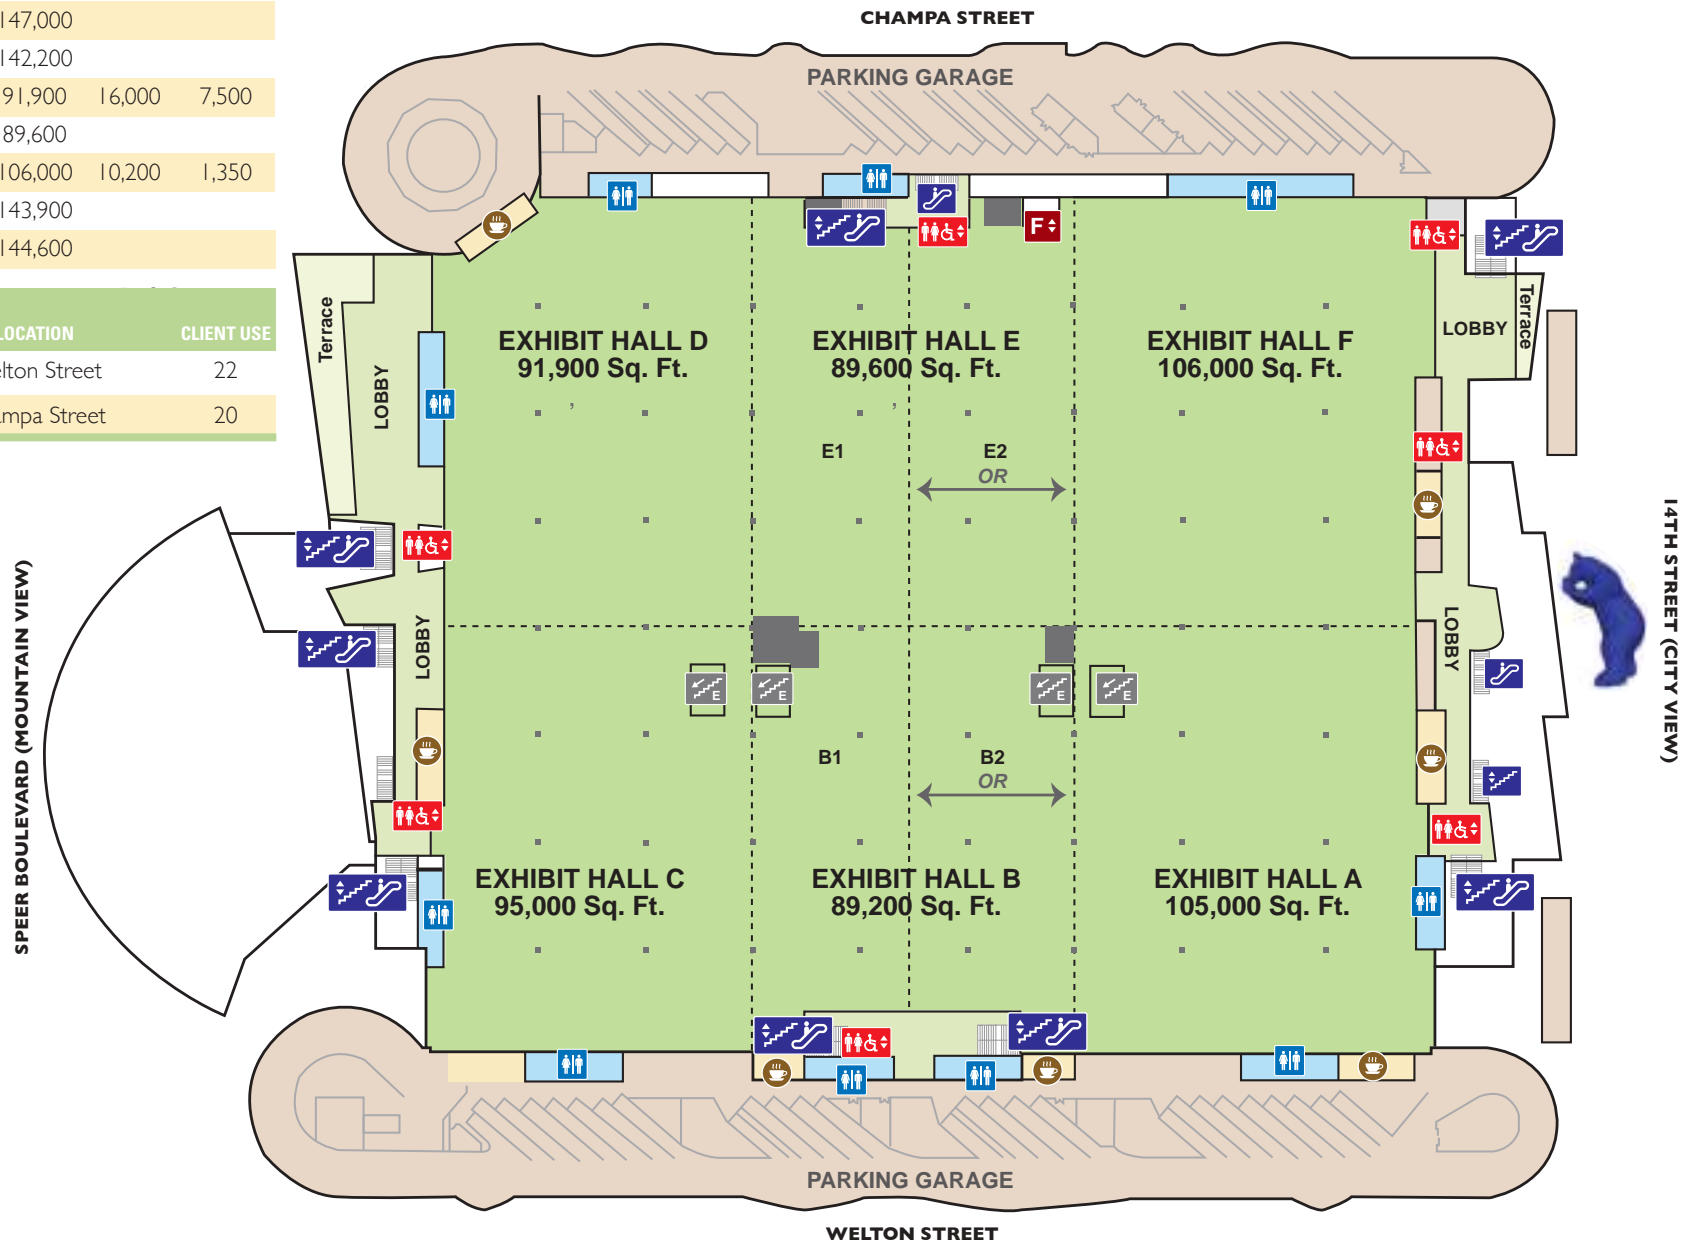 147,000
142,200
91,900 16,000 7,500
89,600
106,000 10,200 1,350
143,900
144,600
LOCATION CLIENT USE
elton Street 22
ampa Street 20
CHAMPA STREET
PARKING GARAGE
F
Terrace
LOBBY
EXHIBIT HALL D
91,900 Sq. Ft.
EXHIBIT HALL E
89,600 Sq. Ft.
EXHIBIT HALL F
106,000 Sq. Ft.
LOBBY
Terrace
E1
E2
OR
SPEER BOULEVARD (MOUNTAIN VIEW)
14TH STREET (CITY VIEW)
LOBBY
LOBBY
E
E
E
E
B1
B2
OR
EXHIBIT HALL C
95,000 Sq. Ft.
EXHIBIT HALL B
89,200 Sq. Ft.
EXHIBIT HALL A
105,000 Sq. Ft.
PARKING GARAGE
WELTON STREET